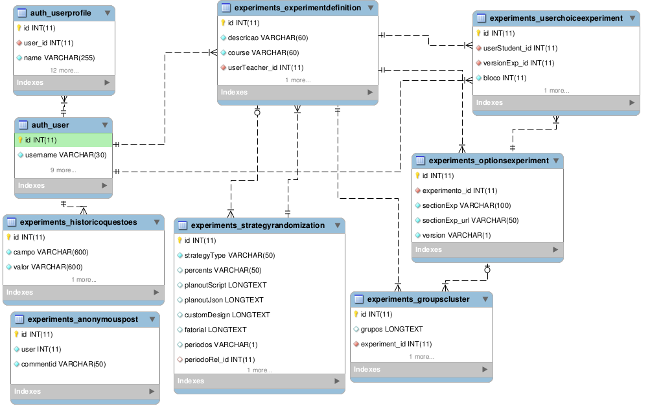 auth_userprofile
id INT(11)
user_id INT(11)
name VARCHAR(255)
12 more...
Indexes
auth_user
id INT(11)
username VARCHAR(30)
9 more...
Indexes
experiments_historicoquestoes
id INT(11)
campo VARCHAR(600)
valor VARCHAR(600)
1 more...
Indexes
experiments_anonymouspost
id INT(11)
user INT(11)
commentid VARCHAR(50)
Indexes
experiments_experimentdefinition
id INT(11)
descricao VARCHAR(60)
course VARCHAR(60)
userTeacher_id INT(11)
1 more...
Indexes
experiments_strategyrandomization
id INT(11)
strategyType VARCHAR(50)
percents VARCHAR(50)
planoutScript LONGTEXT
planoutJson LONGTEXT
customDesign LONGTEXT
fatorial LONGTEXT
periodos VARCHAR(1)
periodoRel_id INT(11)
1 more...
Indexes
experiments_userchoiceexperiment
id INT(11)
userStudent_id INT(11)
versionExp_id INT(11)
bloco INT(11)
1 more...
Indexes
experiments_optionsexperiment
id INT(11)
experimento_id INT(11)
sectionExp VARCHAR(100)
sectionExp_url VARCHAR(50)
version VARCHAR(1)
Indexes
experiments_groupscluster
id INT(11)
grupos LONGTEXT
experiment_id INT(11)
1 more...
Indexes